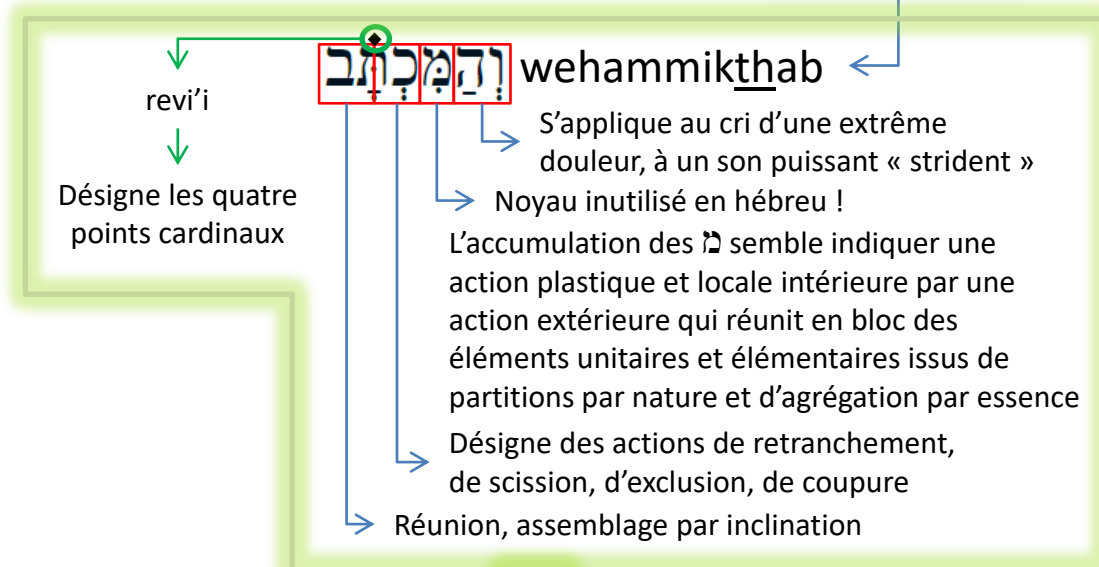 וְהַמִּכְתָּב wehammikthab
revi’i
Désigne les quatre
points cardinaux
S’applique au cri d’une extrême
douleur, à un son puissant « strident »
Noyau inutilisé en hébreu !
L’accumulation des מ semble indiquer une
action plastique et locale intérieure par une
action extérieure qui réunit en bloc des
éléments unitaires et élémentaires issus de
partitions par nature et d’agrégation par essence
Désigne des actions de retranchement,
de scission, d’exclusion, de coupure
Réunion, assemblage par inclination